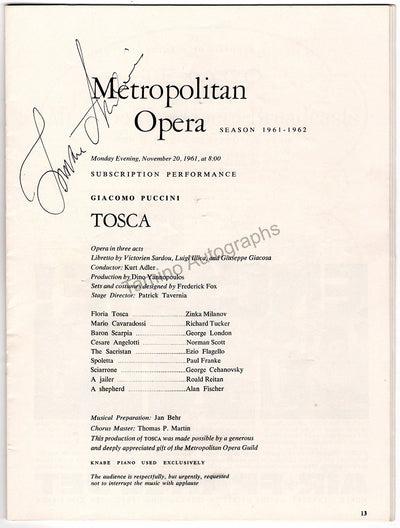 Metropolitan
Opera SEASON 1961-1962
Monday Evening, November 20, 1961, at 8:00
SUBSCRIPTION PERFORMANCE
GIACOMO PUCCINI
TOSCA
Opera in three acts
Libretto by Victorien Sardou, Luigi Illica, and Giuseppe Giacosa
Conductor: Kurt Adler
Production by Dino Yannopoulos
Sets and costumes designed by Frederick Fox
Stage Director: Patrick Tavernia
Tamino Autographs
Floria Tosca ........ Zinka Milanov
Mario Cavaradossi ........ Richard Tucker
Baron Scarpia ........ George London
Cesare Angelotti ........ Norman Scott
The Sacristan ........ Ezio Flagello
Spoletta ........ Paul Franke
Sciarrone ........ George Cehanovsky
A jailer ........ Roald Reitan
A shepherd ........ Alan Fischer
Musical Preparation: Jan Behr
Chorus Master: Thomas P. Martin
This production of TOSCA was made possible by a generous
and deeply appreciated gift of the Metropolitan Opera Guild
KNABE PIANO USED EXCLUSIVELY
The audience is respectfully, but urgently, requested
not to interrupt the music with applause
13